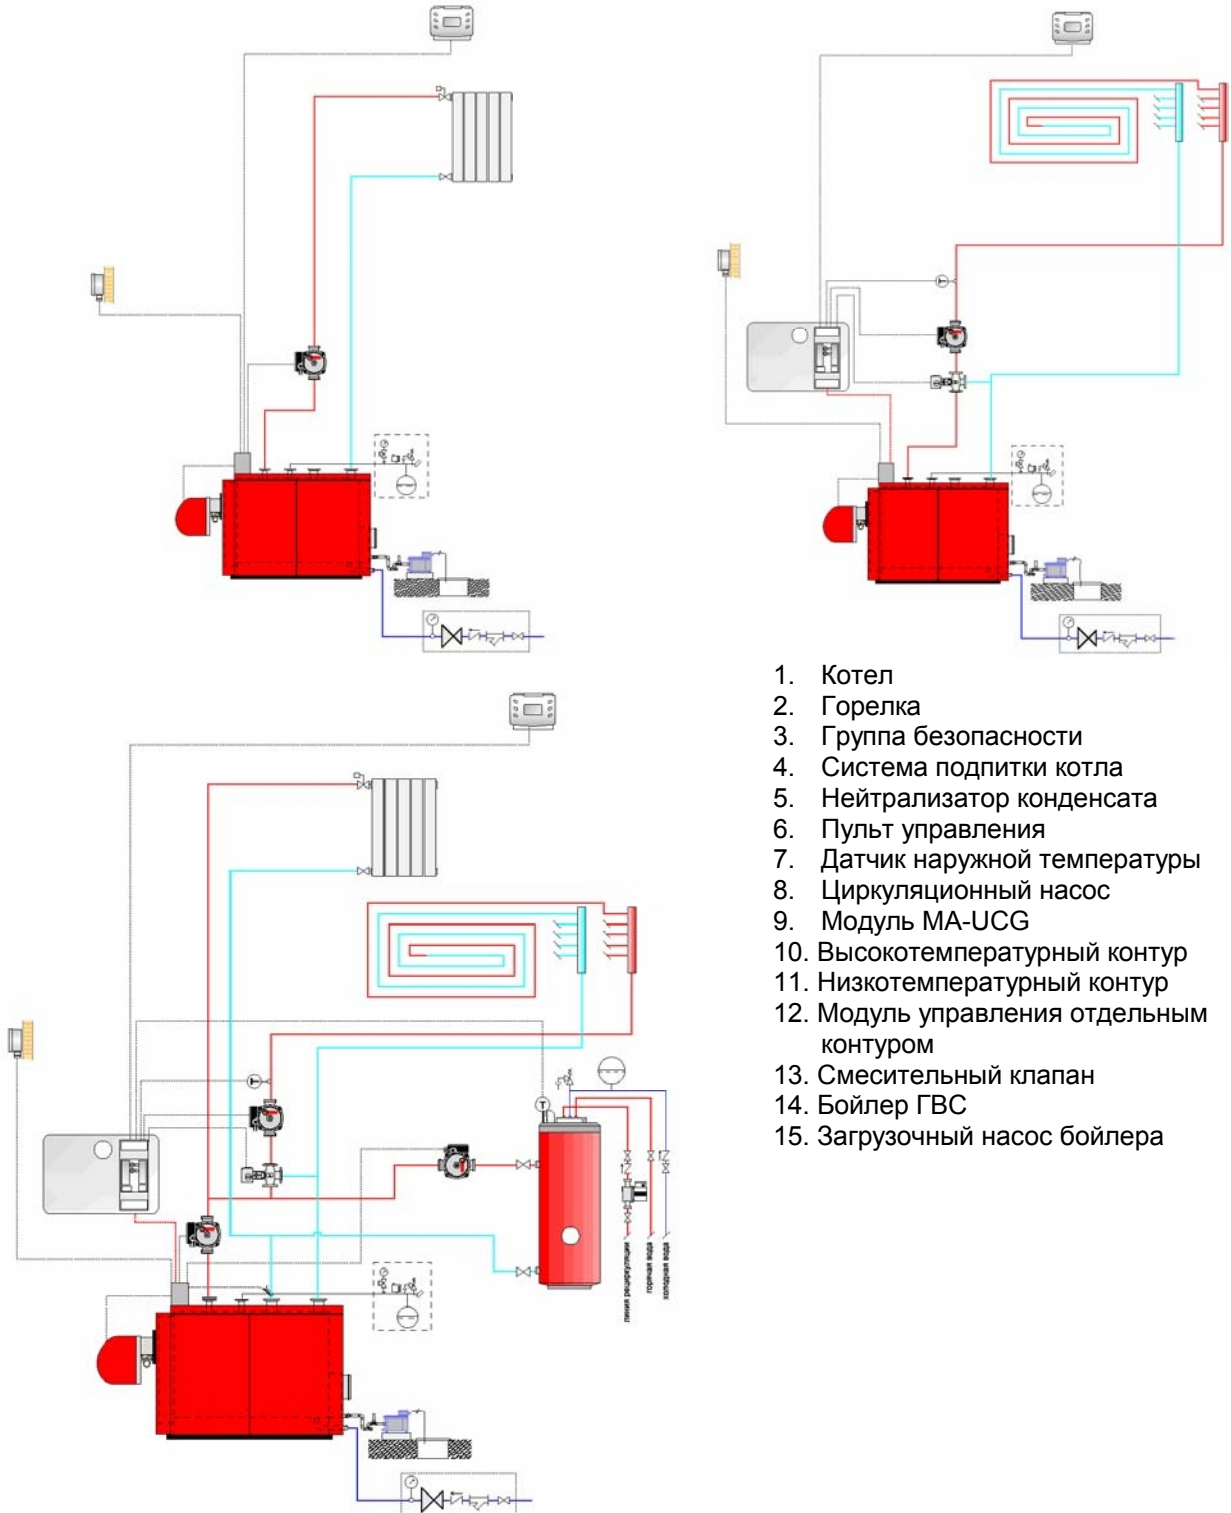 1. Котел
2. Горелка
3. Группа безопасности
4. Система подпитки котла
5. Нейтрализатор конденсата
6. Пульт управления
7. Датчик наружной температуры
8. Циркуляционный насос
9. Модуль MA-UCG
10. Высокотемпературный контур
11. Низкотемпературный контур
12. Модуль управления отдельным
контуром
13. Смесительный клапан
14. Бойлер ГВС
15. Загрузочный насос бойлера
T
T
T
линия рециркуляции
горячая вода
холодная вода